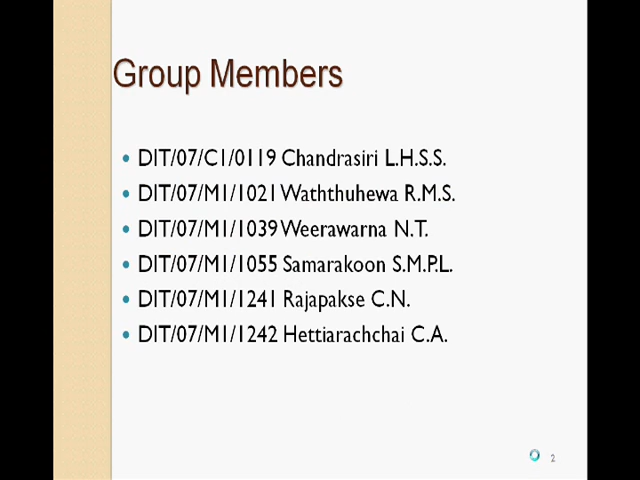 Group Members
• DIT/07/C1/0119 Chandrasiri L.H.S.S.
• DIT/07/M1/1021 Waththuhewa R.M.S.
• DIT/07/M1/1039 Weerawarna N.T.
• DIT/07/M1/1055 Samarakoon S.M.P.L.
• DIT/07/M1/1241 Rajapakse C.N.
• DIT/07/M1/1242 Hettiarachchai C.A.
2